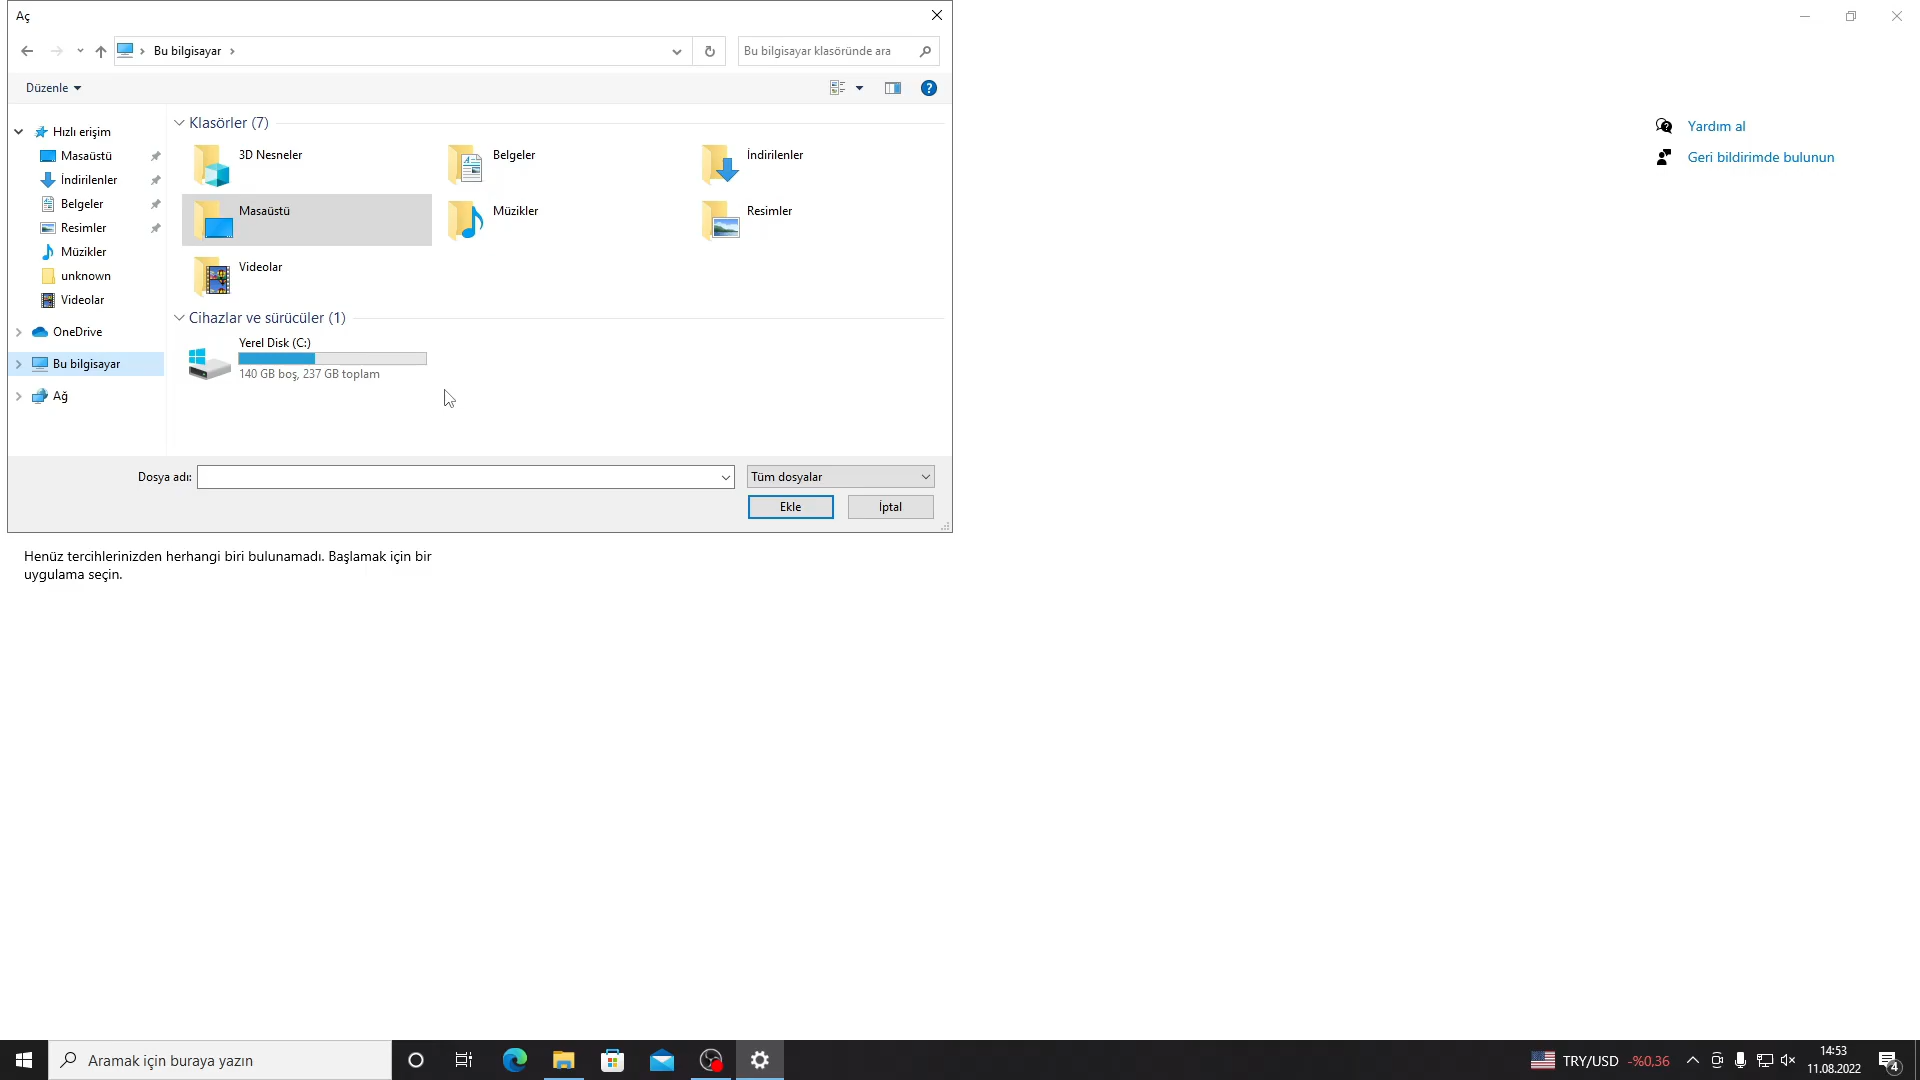 Aç
Bu bilgisayar
Bu bilgisayar klasöründe ara
Düzenle
Hızlı erişim
Masaüstü
İndirilenler
Belgeler
Resimler
Müzikler
unknown
Videolar
OneDrive
Bu bilgisayar
Ağ
Klasörler (7)
3D Nesneler
Belgeler
İndirilenler
Masaüstü
Müzikler
Resimler
Videolar
Cihazlar ve sürücüler (1)
Yerel Disk (C:)
140 GB boş, 237 GB toplam
Dosya adı:
Tüm dosyalar
Ekle
İptal
Yardım al
Geri bildirimde bulunun
Henüz tercihlerinizden herhangi biri bulunamadı. Başlamak için bir
uygulama seçin.
Aramak için buraya yazın
TRY/USD -%0,36
14:53
11.08.2022
4